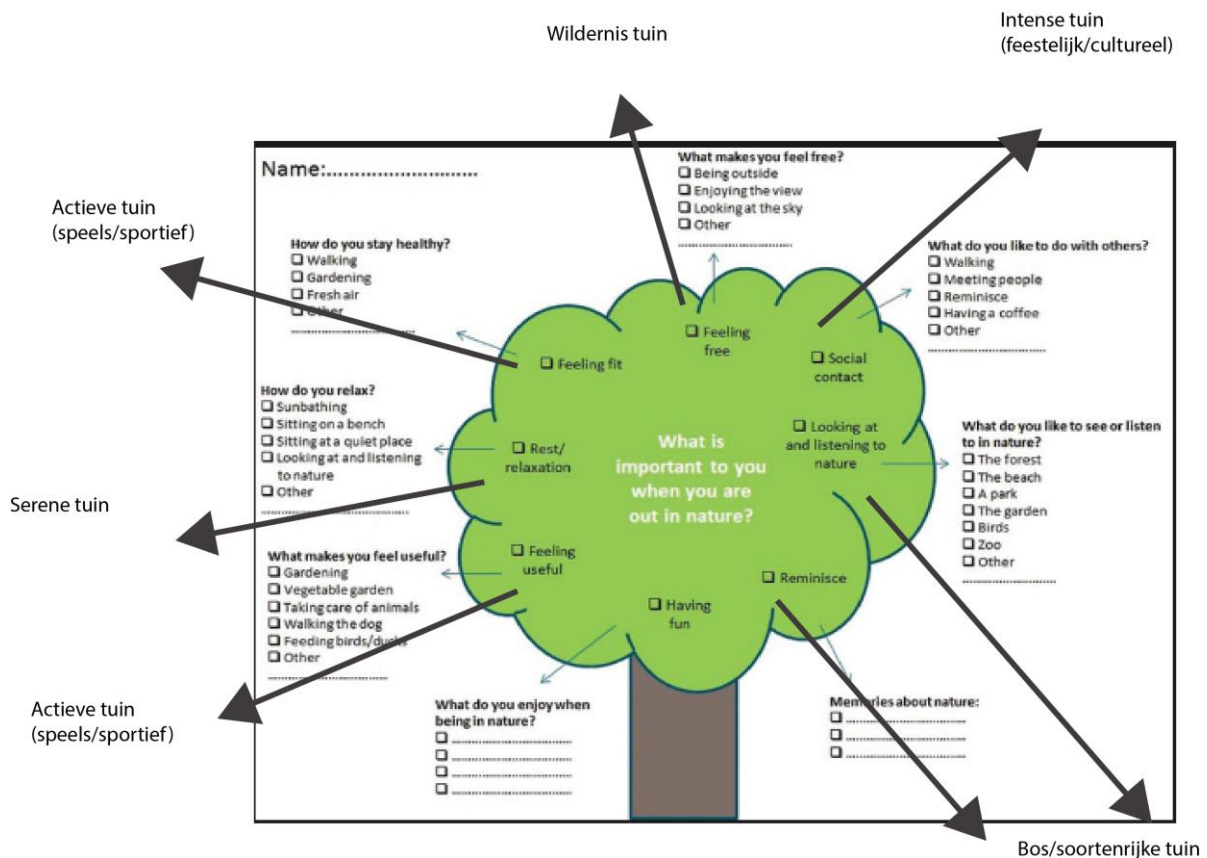 Wildernis tuin
Intense tuin
(feestelijk/cultureel)
Actieve tuin
(speels/sportief)
Serene tuin
Actieve tuin
(speels/sportief)
Bos/soortenrijke tuin
Name:............................
What makes you feel free?
Being outside
Enjoying the view
Looking at the sky
Other
How do you stay healthy?
Walking
Gardening
Fresh air
Other
What do you like to do with others?
Walking
Meeting people
Reminisce
Having a coffee
Other
How do you relax?
Sunbathing
Sitting on a bench
Sitting at a quiet place
Looking at and listening
to nature
Other
What do you like to see or listen
to in nature?
The forest
The beach
A park
The garden
Birds
Zoo
Other
What makes you feel useful?
Gardening
Vegetable garden
Taking care of animals
Walking the dog
Feeding birds/ducks
Other
What do you enjoy when
being in nature?
Memories about nature:
Feeling
free
Feeling fit
Social
contact
Rest/
relaxation
Looking at
and listening to
nature
What is
important to you
when you are
out in nature?
Feeling
useful
Having
fun
Reminisce